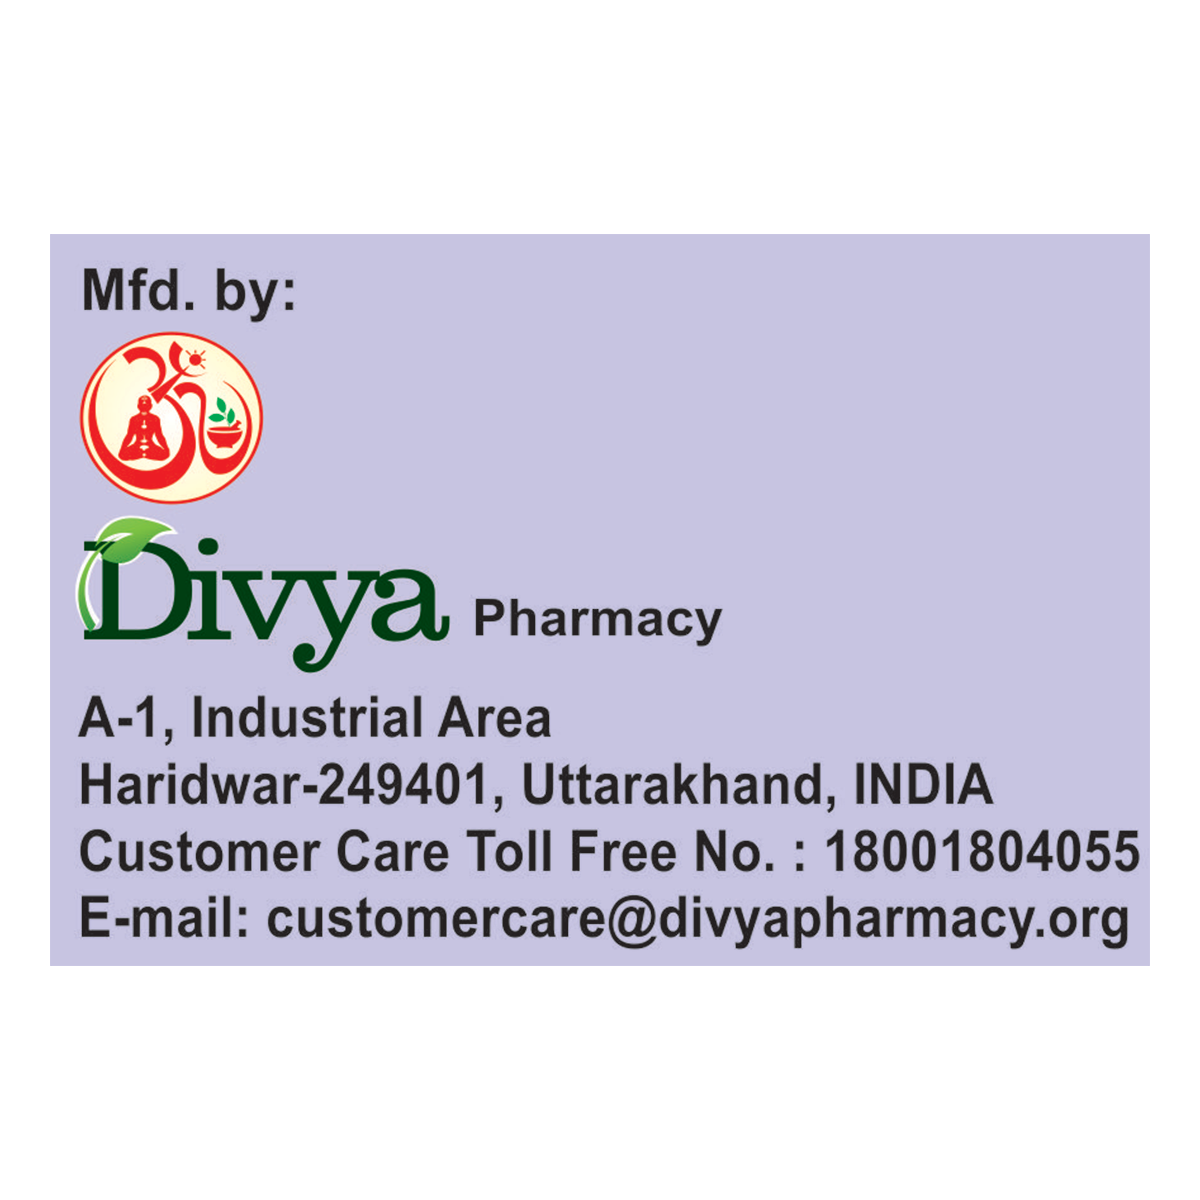 Mfd. by:
Divya Pharmacy
A-1, Industrial Area
Haridwar-249401, Uttarakhand, INDIA
Customer Care Toll Free No. : 18001804055
E-mail: customercare@divyapharmacy.org